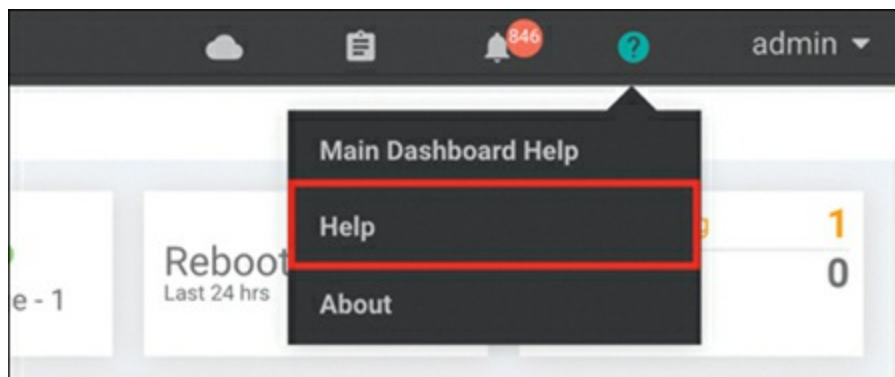 846
?
admin
Main Dashboard Help
Help
1
Reboot
0
Last 24 hrs
e - 1
About